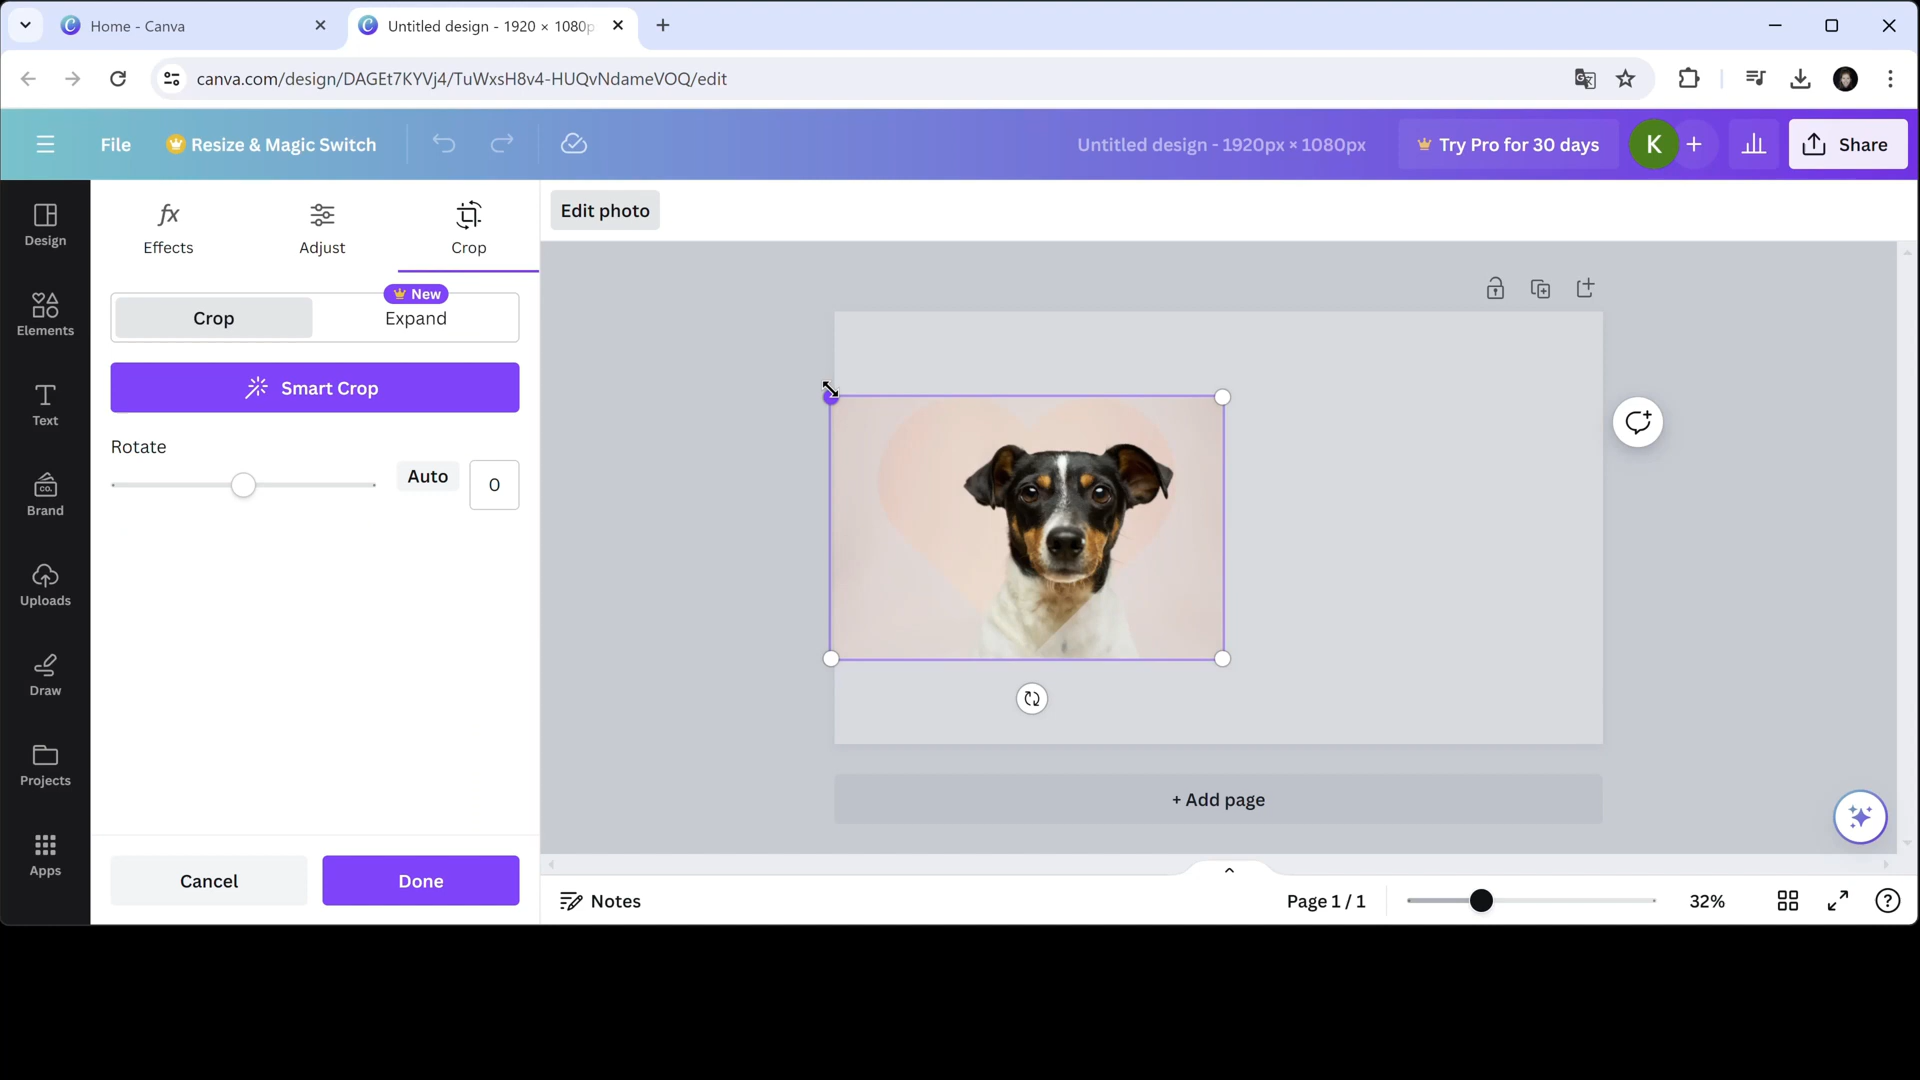 Home - Canva
Untitled design - 1920 × 1080p
canva.com/design/DAGEt7KYVj4/TuWxsH8v4-HUQvNdameVOQ/edit
File
Resize & Magic Switch
Untitled design - 1920px × 1080px
Try Pro for 30 days
K
Share
Design
Elements
Text
CO.
Brand
Uploads
Draw
Projects
Apps
fx
Effects
Adjust
Crop
Edit photo
New
Crop
Expand
Smart Crop
Rotate
Auto
0
Cancel
Done
+ Add page
Notes
Page 1 / 1
32%